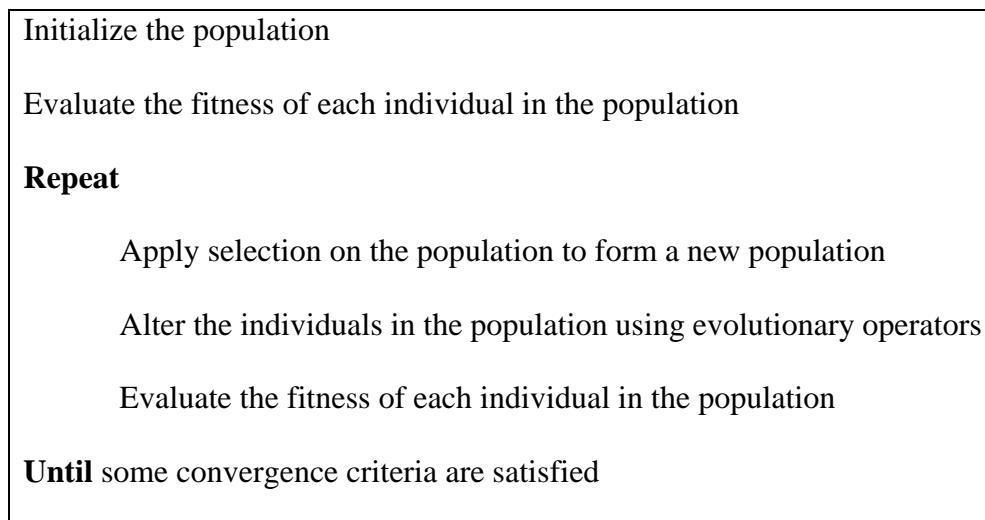 Initialize the population
Evaluate the fitness of each individual in the population
Repeat
Apply selection on the population to form a new population
Alter the individuals in the population using evolutionary operators
Evaluate the fitness of each individual in the population
Until some convergence criteria are satisfied